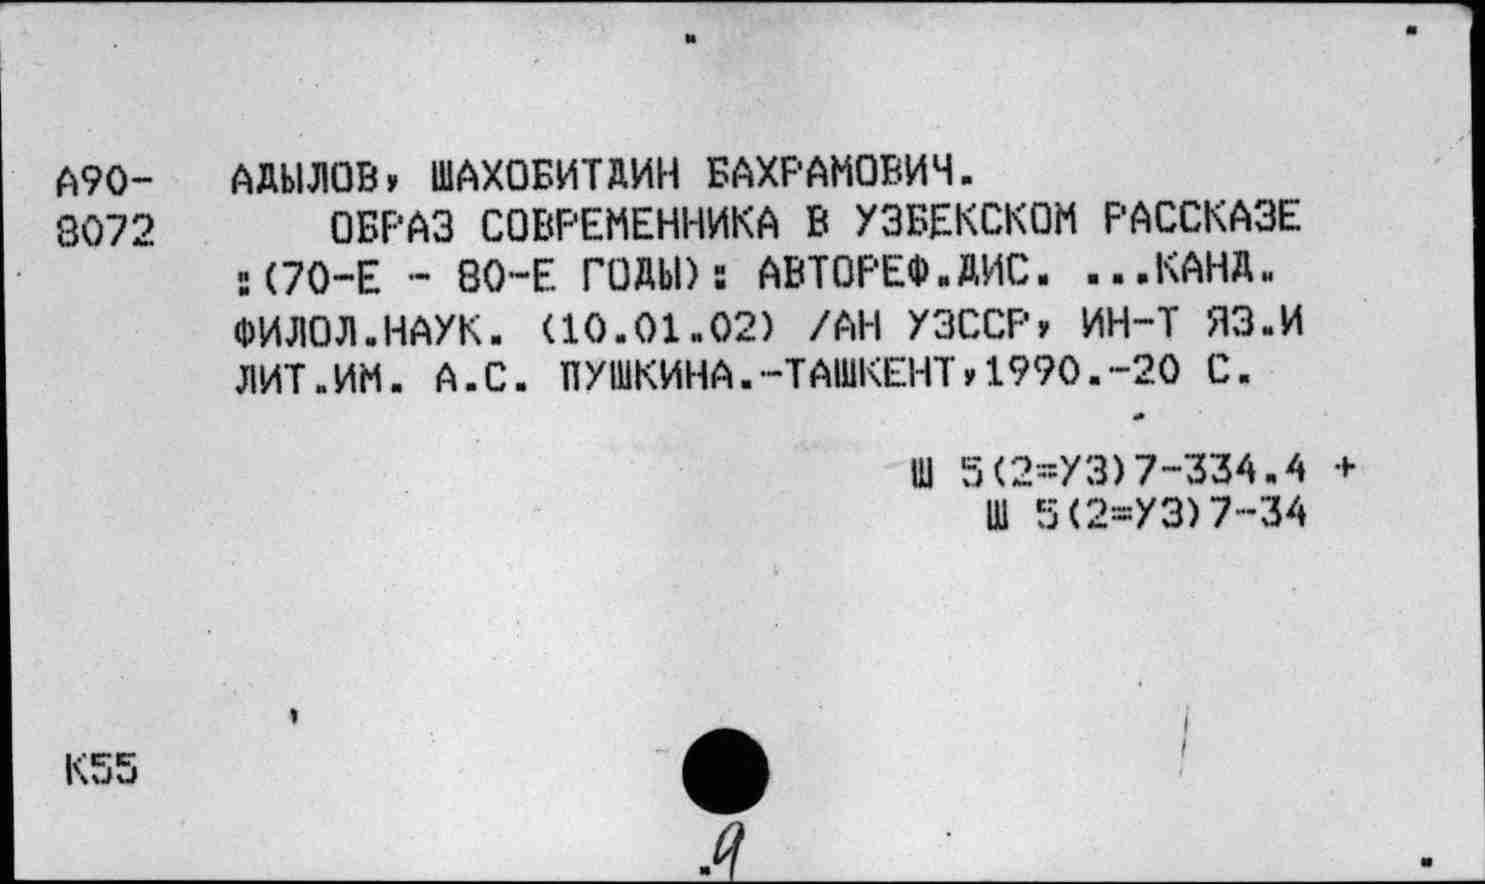 А90- АДЫЛОВ, ШАХОБИТДИН БАХРАМОВИЧ.
8072 ОБРАЗ СОВРЕМЕННИКА В УЗБЕКСКОМ РАССКАЗЕ
:(70-Е - 80-Е ГОДЫ): АВТОРЕФ.ДИС. ...КАНД.
ФИЛОЛ.НАУК. (10.01.02) /АН УЗССР, ИН-Т ЯЗ.И
ЛИТ.ИМ. А.С. ПУШКИНА.-ТАШКЕНТ,1990.-20 С.
Ш 5(2=УЗ)7-334.4 +
Ш 5(2=УЗ)7-34
К55
9